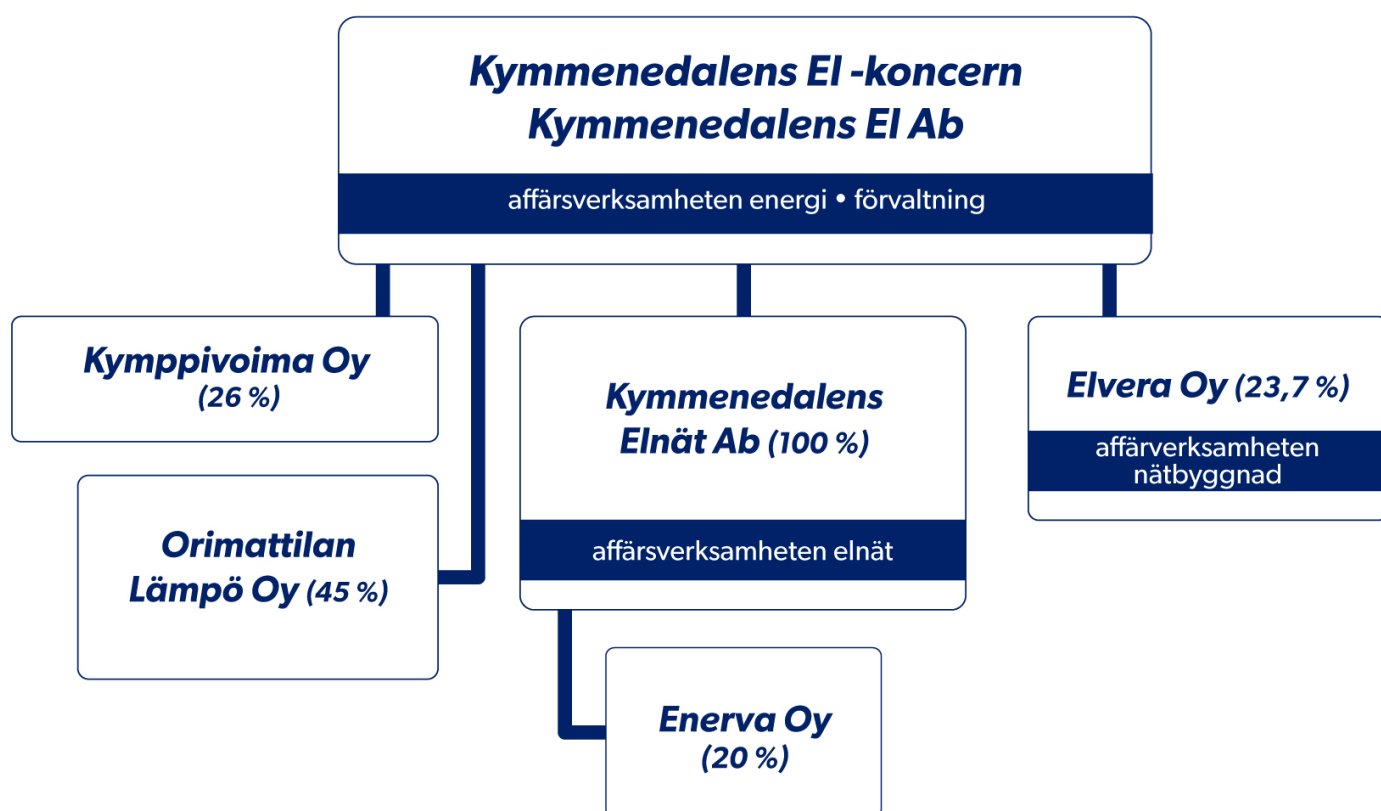 Kymmenedalens El -koncern
Kymmenedalens El Ab
affärsverksamheten energi • förvaltning
Kymppivoima Oy
(26 %)
Orimattilan
Lämpö Oy (45 %)
Kymmenedalens
Elnät Ab (100 %)
affärsverksamheten elnät
Enerva Oy
(20 %)
Elvera Oy (23,7 %)
affärverksamheten
nätbyggnad